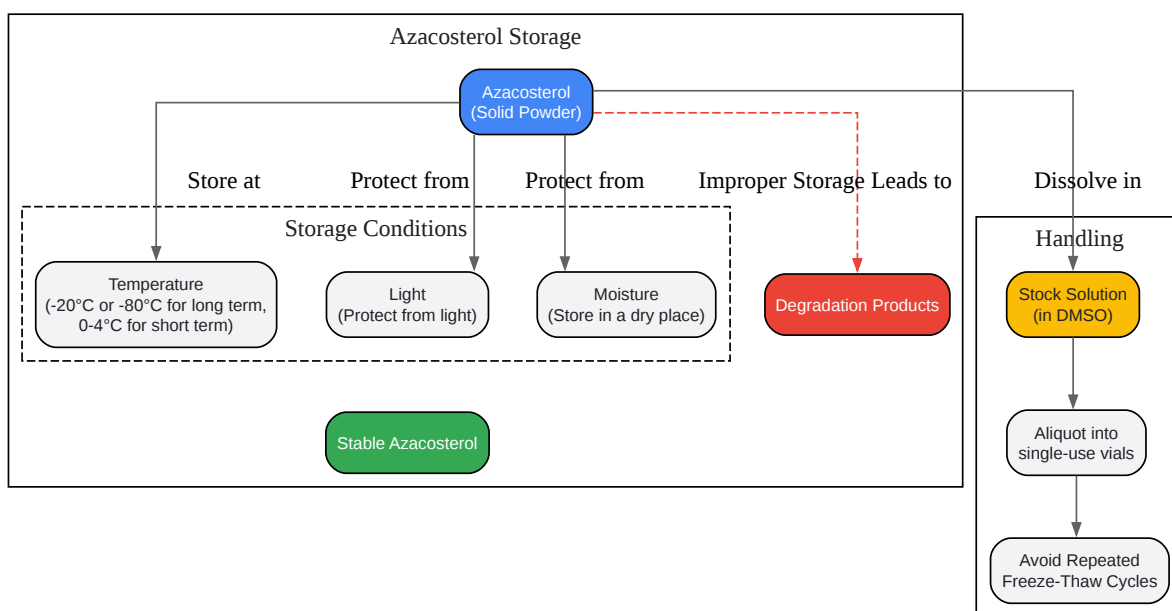 Azacosterol Storage
Azacosterol
(Solid Powder)
Store at
Protect from
Protect from
Improper Storage Leads to
Dissolve in
Storage Conditions
Handling
Temperature
(-20°C or -80°C for long term,
0-4°C for short term)
Light
(Protect from light)
Moisture
(Store in a dry place)
Degradation Products
Stock Solution
(in DMSO)
Stable Azacosterol
Aliquot into
single-use vials
Avoid Repeated
Freeze-Thaw Cycles